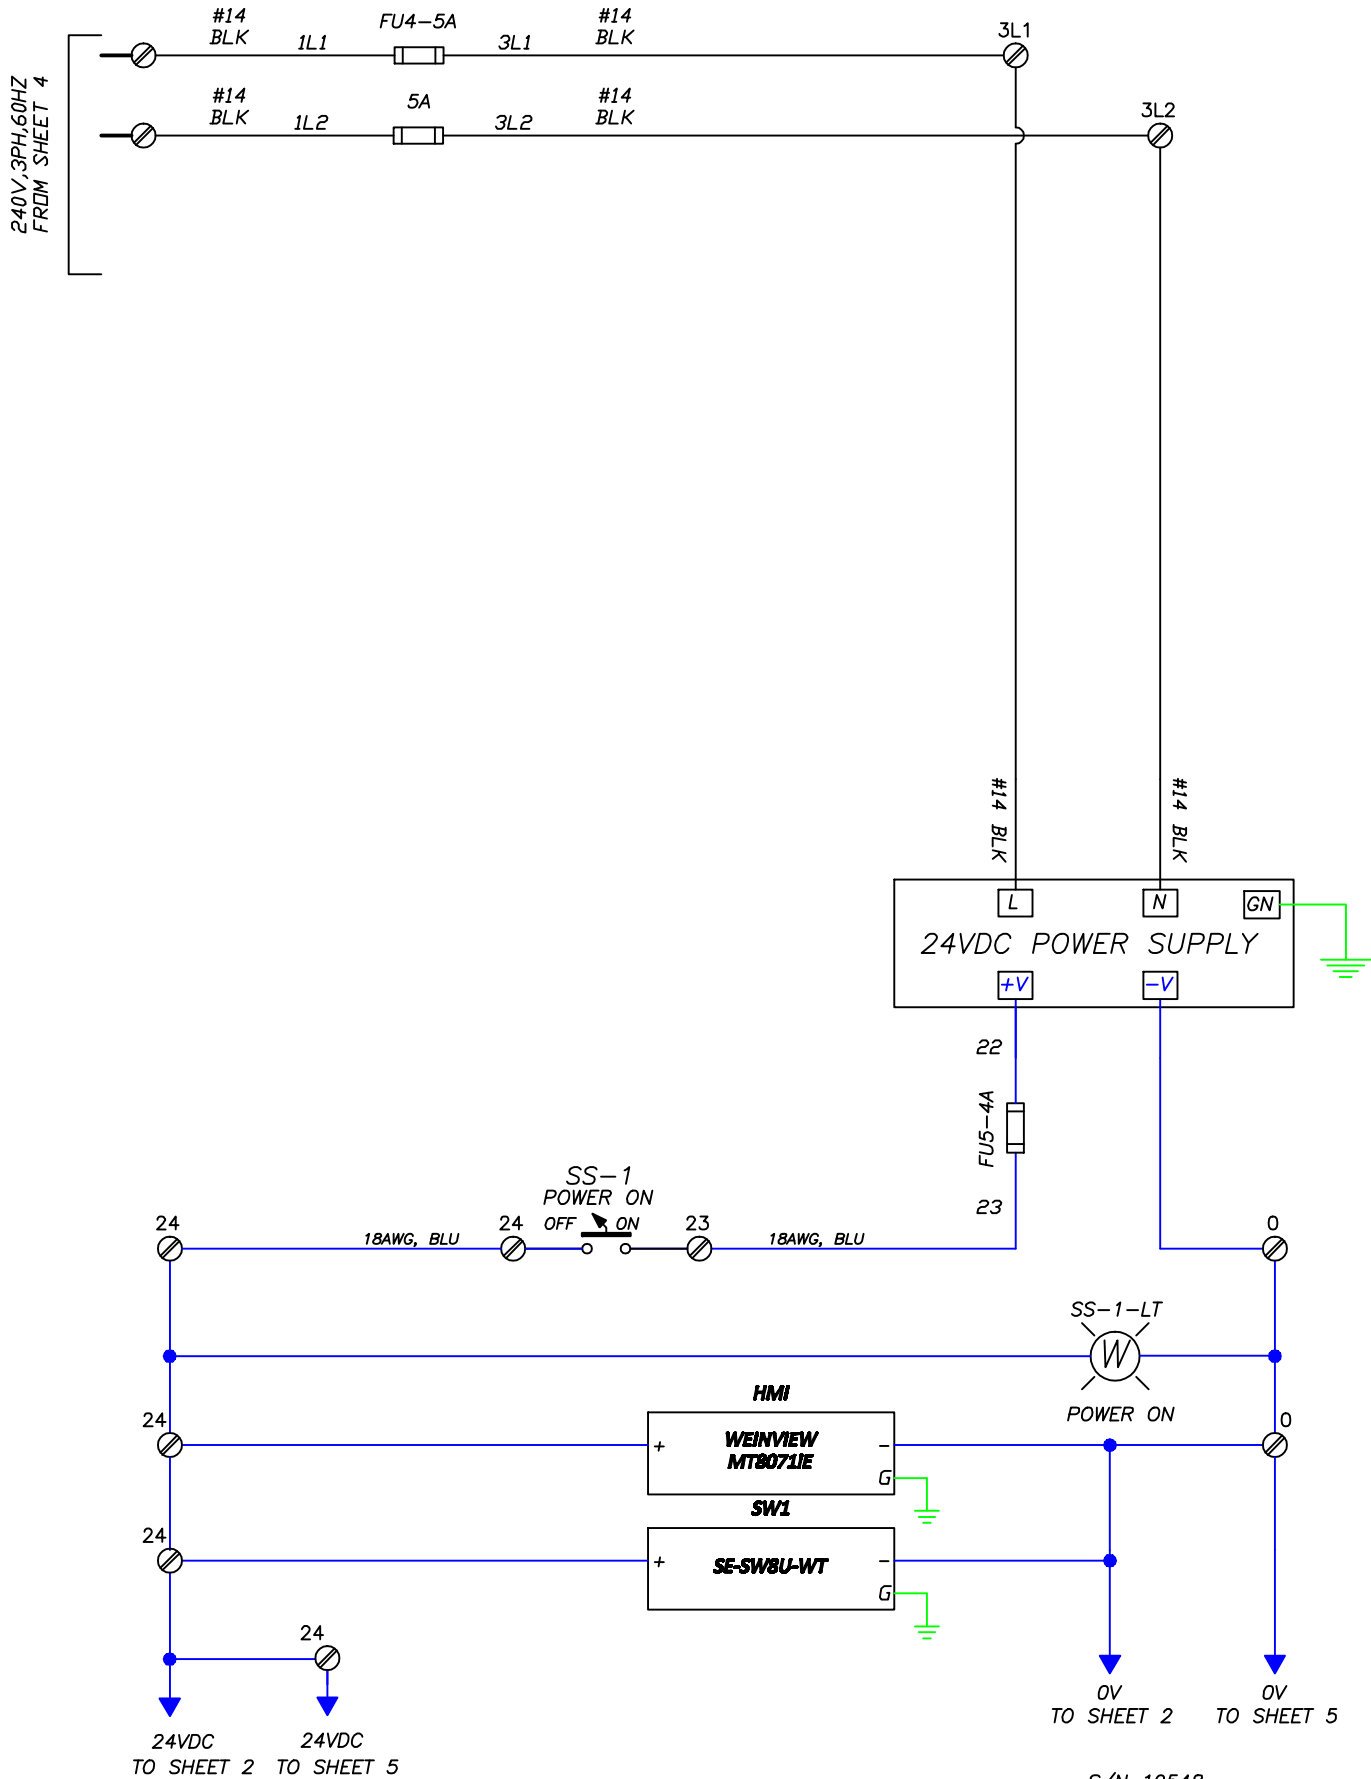 #14
BLK
1L1
FU4-5A
3L1
#14
BLK
3L1
240V,3PH,60HZ
FROM SHEET 4
#14
BLK
1L2
5A
3L2
#14
BLK
3L2
#14 BLK
#14 BLK
L
N
GN
24VDC POWER SUPPLY
+V
-V
22
FU5-4A
23
SS-1
POWER ON
OFF
ON
24
18AWG, BLU
24
23
18AWG, BLU
0
SS-1-LT
W
POWER ON
HMI
24
+
WEINVIEW
MT8071IE
-
G
0
SW1
24
+
SE-SW8U-WT
-
G
24
24VDC
TO SHEET 2
24VDC
TO SHEET 5
0V
TO SHEET 2
0V
TO SHEET 5